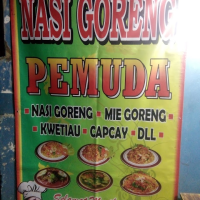 NASI GORENG
PEMUDA
▪ NASI GORENG ▪ MIE GORENG ▪
▪ KWETIAU ▪ CAPCAY ▪ DLL ▪